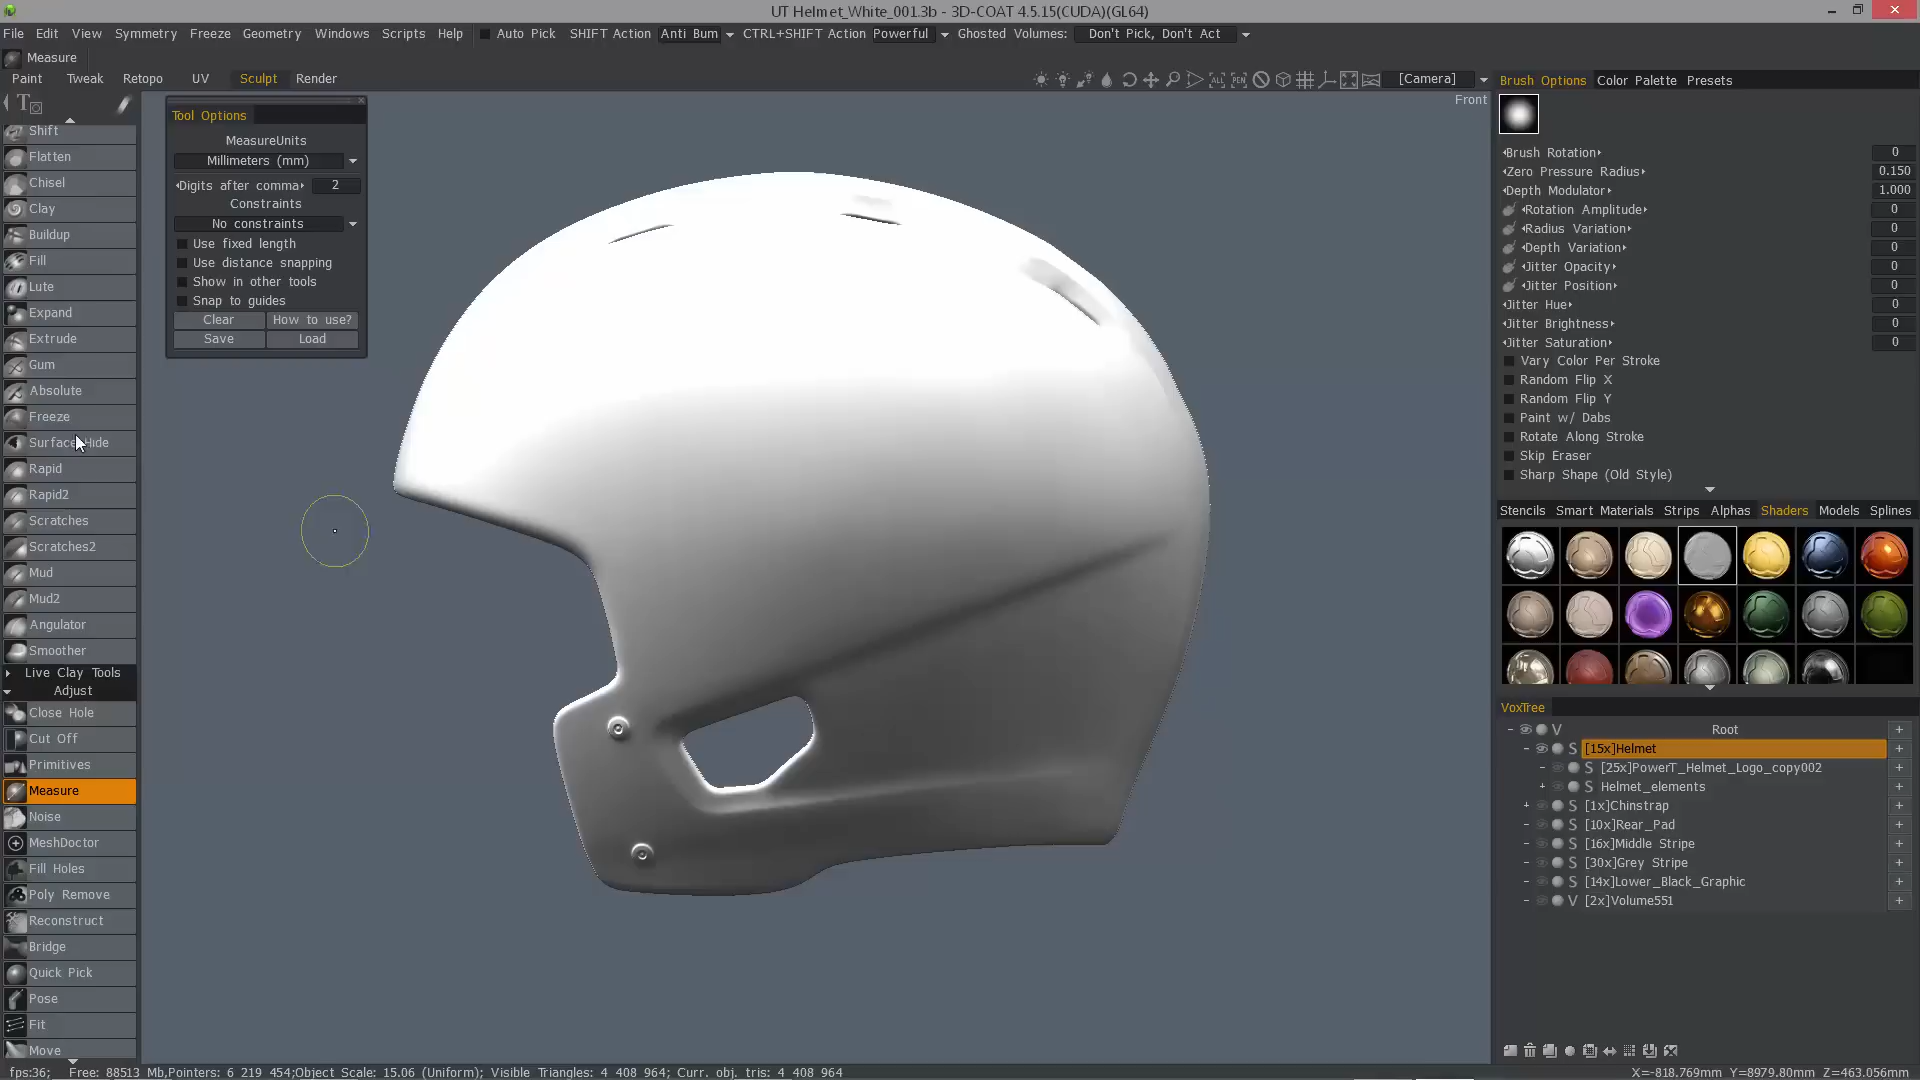 UT Helmet_White_001.3b - 3D-COAT 4.5.15(CUDA)(GL64)
File Edit View Symmetry Freeze Geometry Windows Scripts Help Auto Pick SHIFT Action Anti Bum CTRL+SHIFT Action Powerful Ghosted Volumes: Don't Pick, Don't Act
Measure
Paint Tweak Retopo UV Sculpt Render [Camera]
Front
Shift
Flatten
Chisel
Clay
Buildup
Fill
Lute
Expand
Extrude
Gum
Absolute
Freeze
Surface Hide
Rapid
Rapid2
Scratches
Scratches2
Mud
Mud2
Angulator
Smoother
Live Clay Tools
Adjust
Close Hole
Cut Off
Primitives
Measure
Noise
MeshDoctor
Fill Holes
Poly Remove
Reconstruct
Bridge
Quick Pick
Pose
Fit
Move
Tool Options
MeasureUnits
Millimeters (mm)
Digits after comma 2
Constraints
No constraints
Use fixed length
Use distance snapping
Show in other tools
Snap to guides
Clear How to use?
Save Load
Brush Options Color Palette Presets
Brush Rotation 0
Zero Pressure Radius 0.150
Depth Modulator 1.000
Rotation Amplitude 0
Radius Variation 0
Depth Variation 0
Jitter Opacity 0
Jitter Position 0
Jitter Hue 0
Jitter Brightness 0
Jitter Saturation 0
Vary Color Per Stroke
Random Flip X
Random Flip Y
Paint w/ Dabs
Rotate Along Stroke
Skip Eraser
Sharp Shape (Old Style)
Stencils Smart Materials Strips Alphas Shaders Models Splines
VoxTree
V Root +
S [15x]Helmet +
S [25x]PowerT_Helmet_Logo_copy002 +
S Helmet_elements +
S [1x]Chinstrap +
S [10x]Rear_Pad +
S [16x]Middle Stripe +
S [30x]Grey Stripe +
S [14x]Lower_Black_Graphic +
V [2x]Volume551 +
fps:36; Free: 88513 Mb,Pointers: 6 219 454;Object Scale: 15.06 (Uniform); Visible Triangles: 4 408 964; Curr. obj. tris: 4 408 964 X=-818.769mm Y=8979.80mm Z=463.056mm